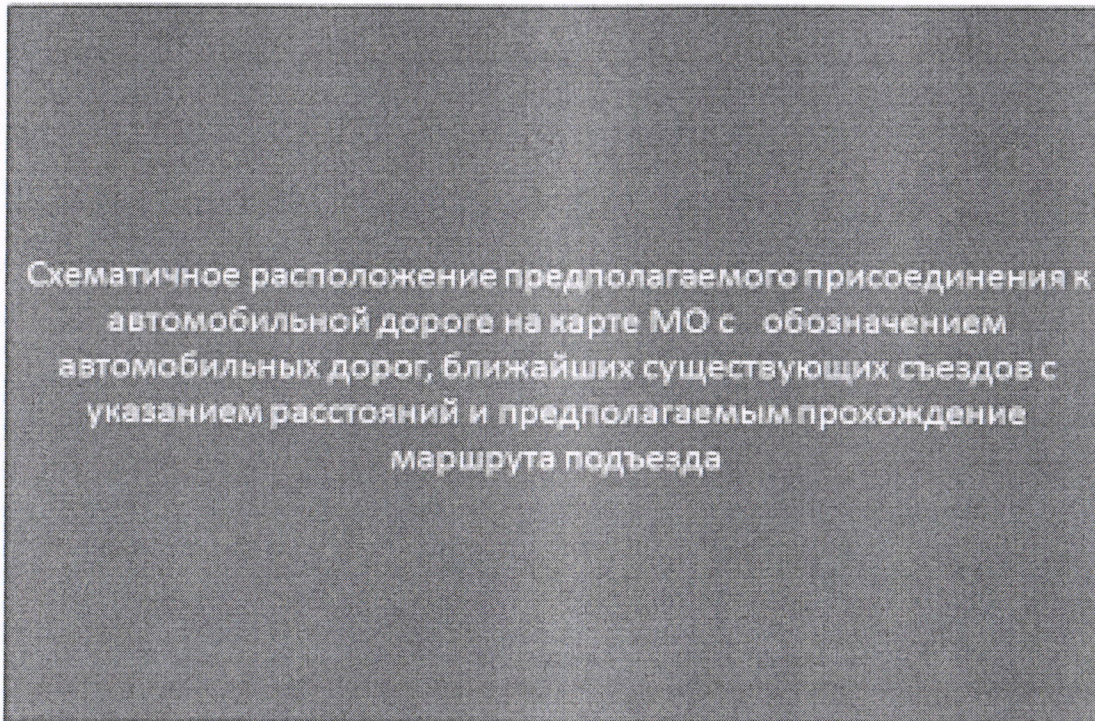 Схематичное расположение предполагаемого присоединения к
автомобильной дороге на карте МО с обозначением
автомобильных дорог, ближайших существующих съездов с
указанием расстояний и предполагаемым прохождение
маршрута подъезда